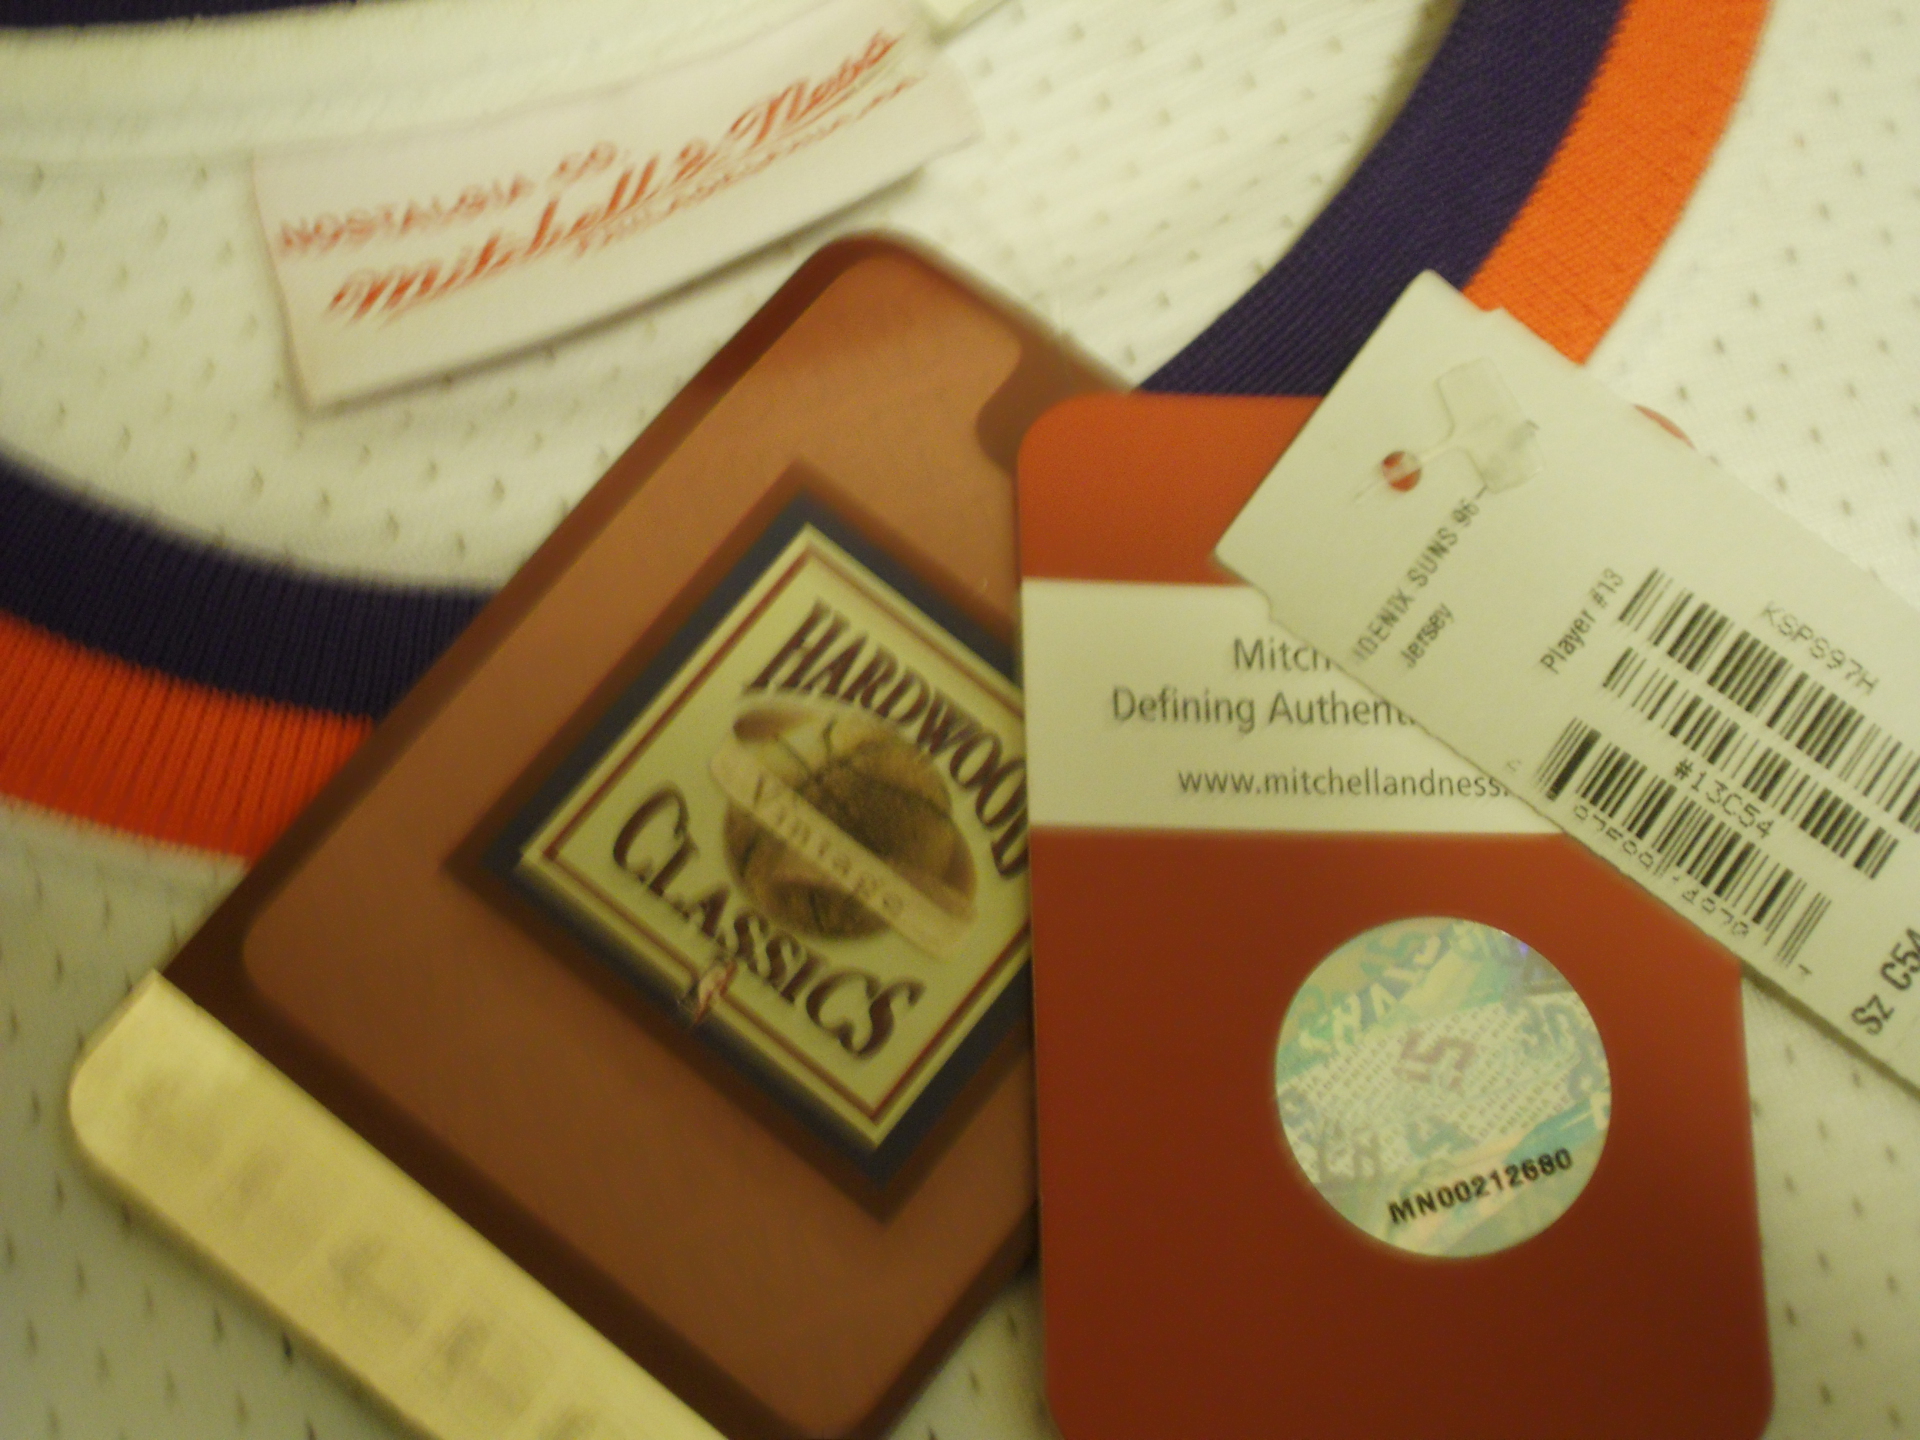 NOSTALGIA CO.
Mitchell & Ness
HARDWOOD
Vintage
CLASSICS
Mitch
Defining Authent
www.mitchellandness.
MN00212680
HOENIX SUNS 96-
Jersey
Player #13
KSPS97H
#13C54
Sz C54